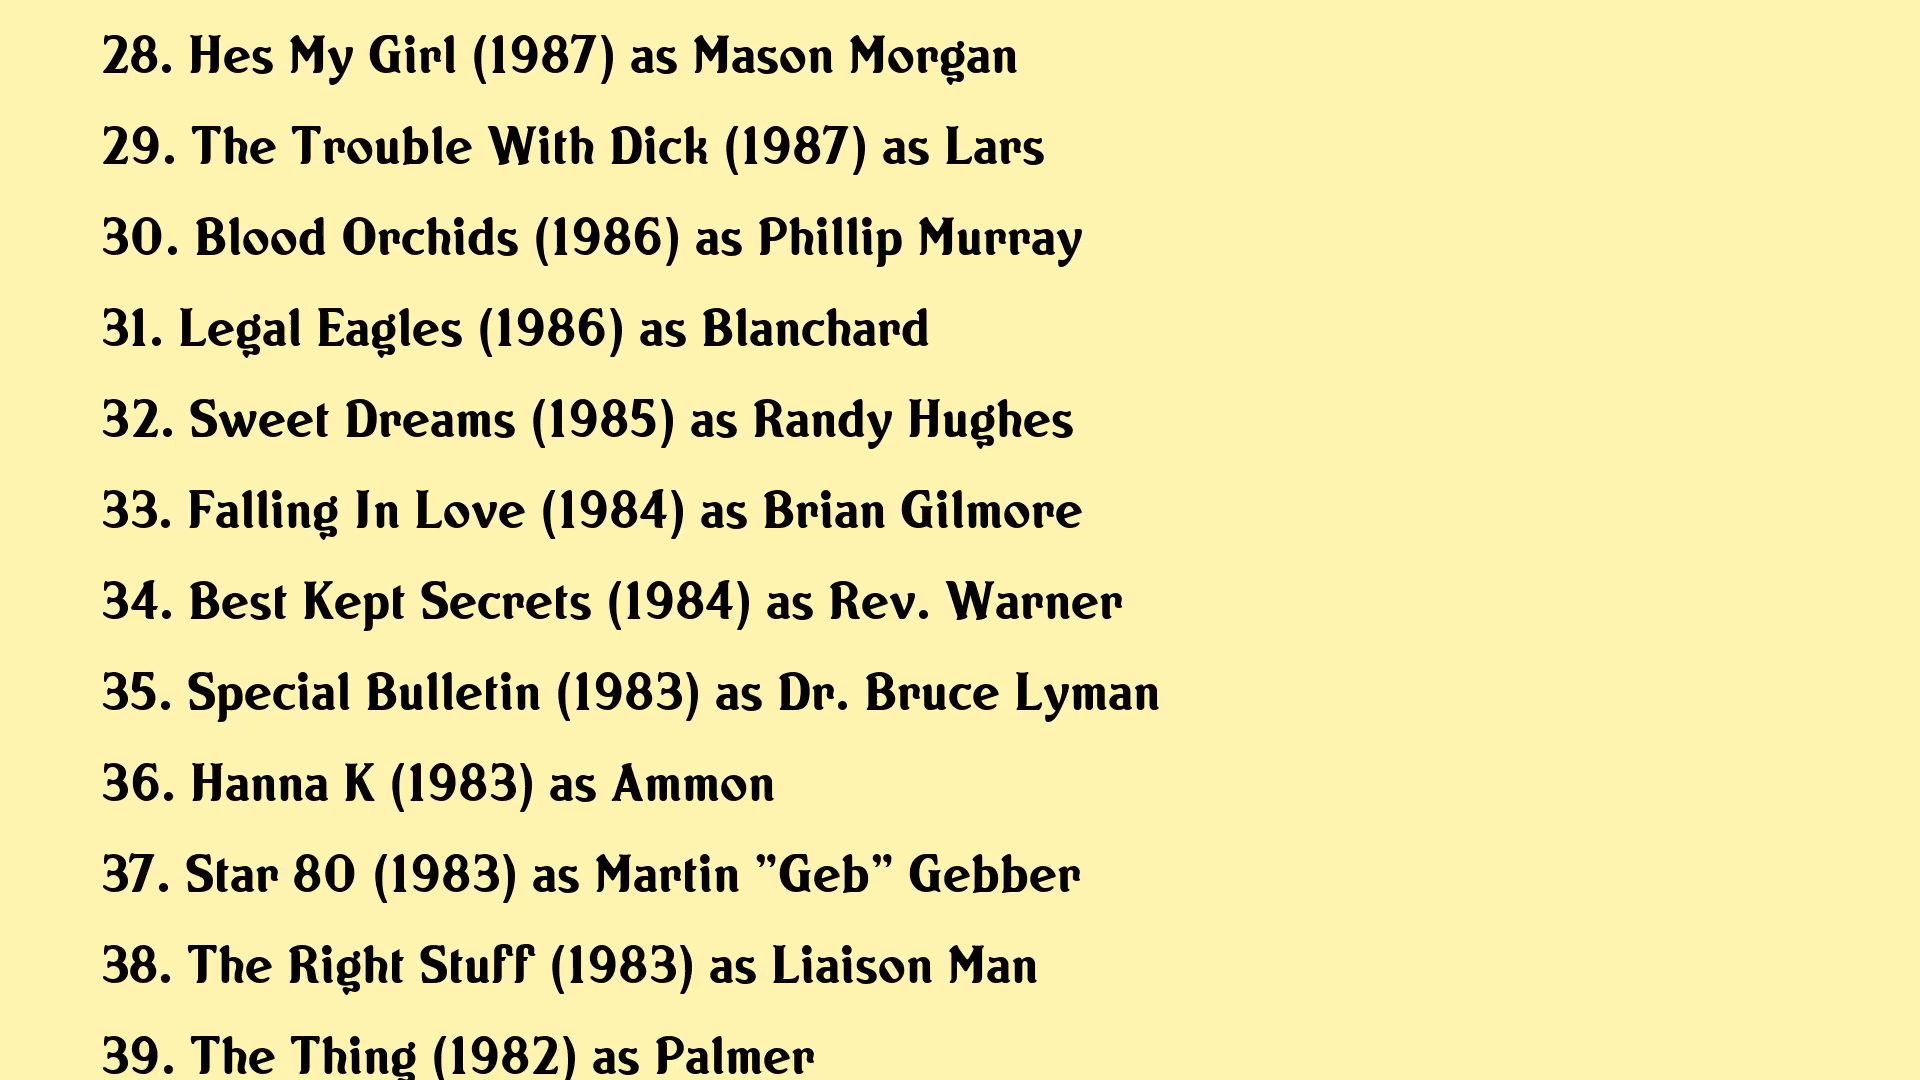 28. Hes My Girl (1987) as Mason Morgan
29. The Trouble With Dick (1987) as Lars
30. Blood Orchids (1986) as Phillip Murray
31. Legal Eagles (1986) as Blanchard
32. Sweet Dreams (1985) as Randy Hughes
33. Falling In Love (1984) as Brian Gilmore
34. Best Kept Secrets (1984) as Rev. Warner
35. Special Bulletin (1983) as Dr. Bruce Lyman
36. Hanna K (1983) as Ammon
37. Star 80 (1983) as Martin ”Geb” Gebber
38. The Right Stuff (1983) as Liaison Man
39. The Thing (1982) as Palmer